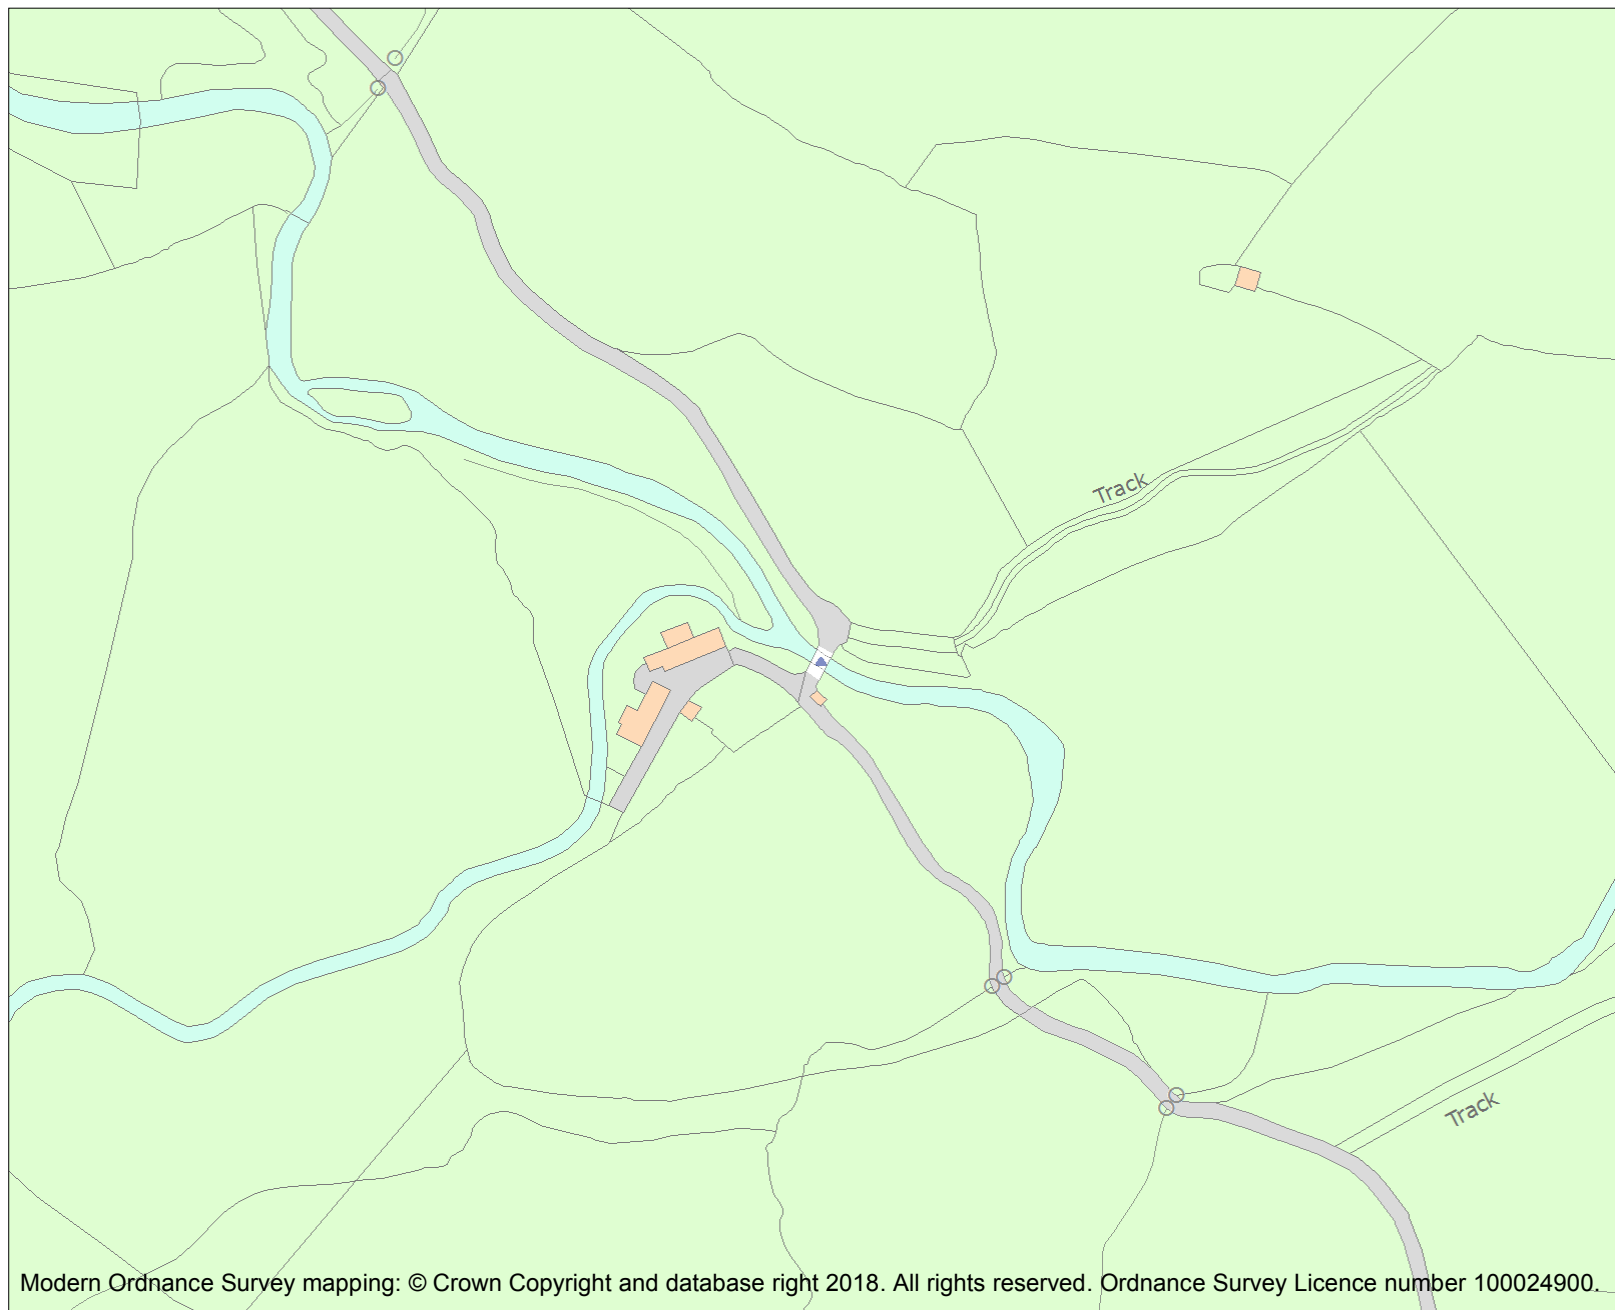 Track
Track
Modern Ordnance Survey mapping: © Crown Copyright and database right 2018. All rights reserved. Ordnance Survey Licence number 100024900.